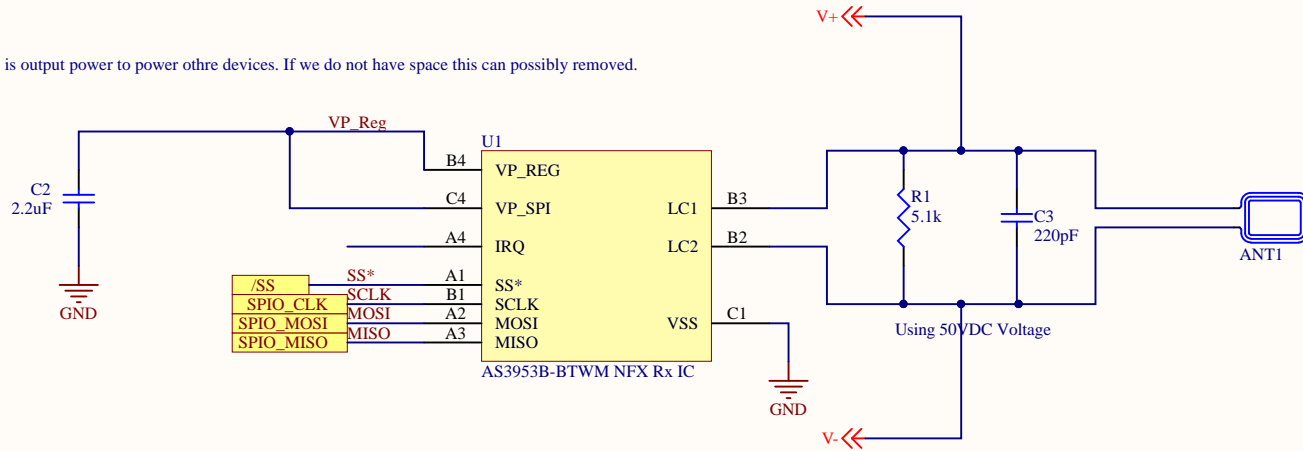 V+
is output power to power othre devices. If we do not have space this can possibly removed.
VP_Reg
C2
2.2uF
GND
U1
B4
VP_REG
C4
VP_SPI
A4
IRQ
/SS
SS*
A1
SS*
SPIO_CLK
SCLK
B1
SCLK
SPIO_MOSI
MOSI
A2
MOSI
SPIO_MISO
MISO
A3
MISO
LC1
B3
LC2
B2
VSS
C1
AS3953B-BTWM NFX Rx IC
GND
R1
5.1k
C3
220pF
ANT1
Using 50VDC Voltage
V-